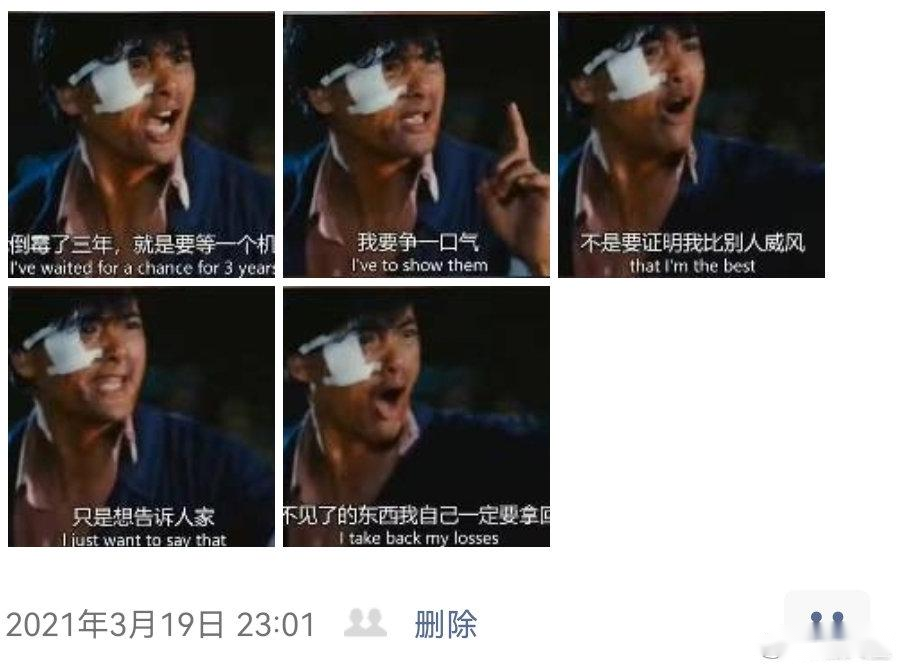 倒霉了三年，就是要等一个机
I've waited for a chance for 3 years
我要争一口气
I've to show them
不是要证明我比别人威风
that I'm the best
只是想告诉人家
I just want to say that
不见了的东西我自己一定要拿回
I take back my losses
2021年3月19日 23:01
删除